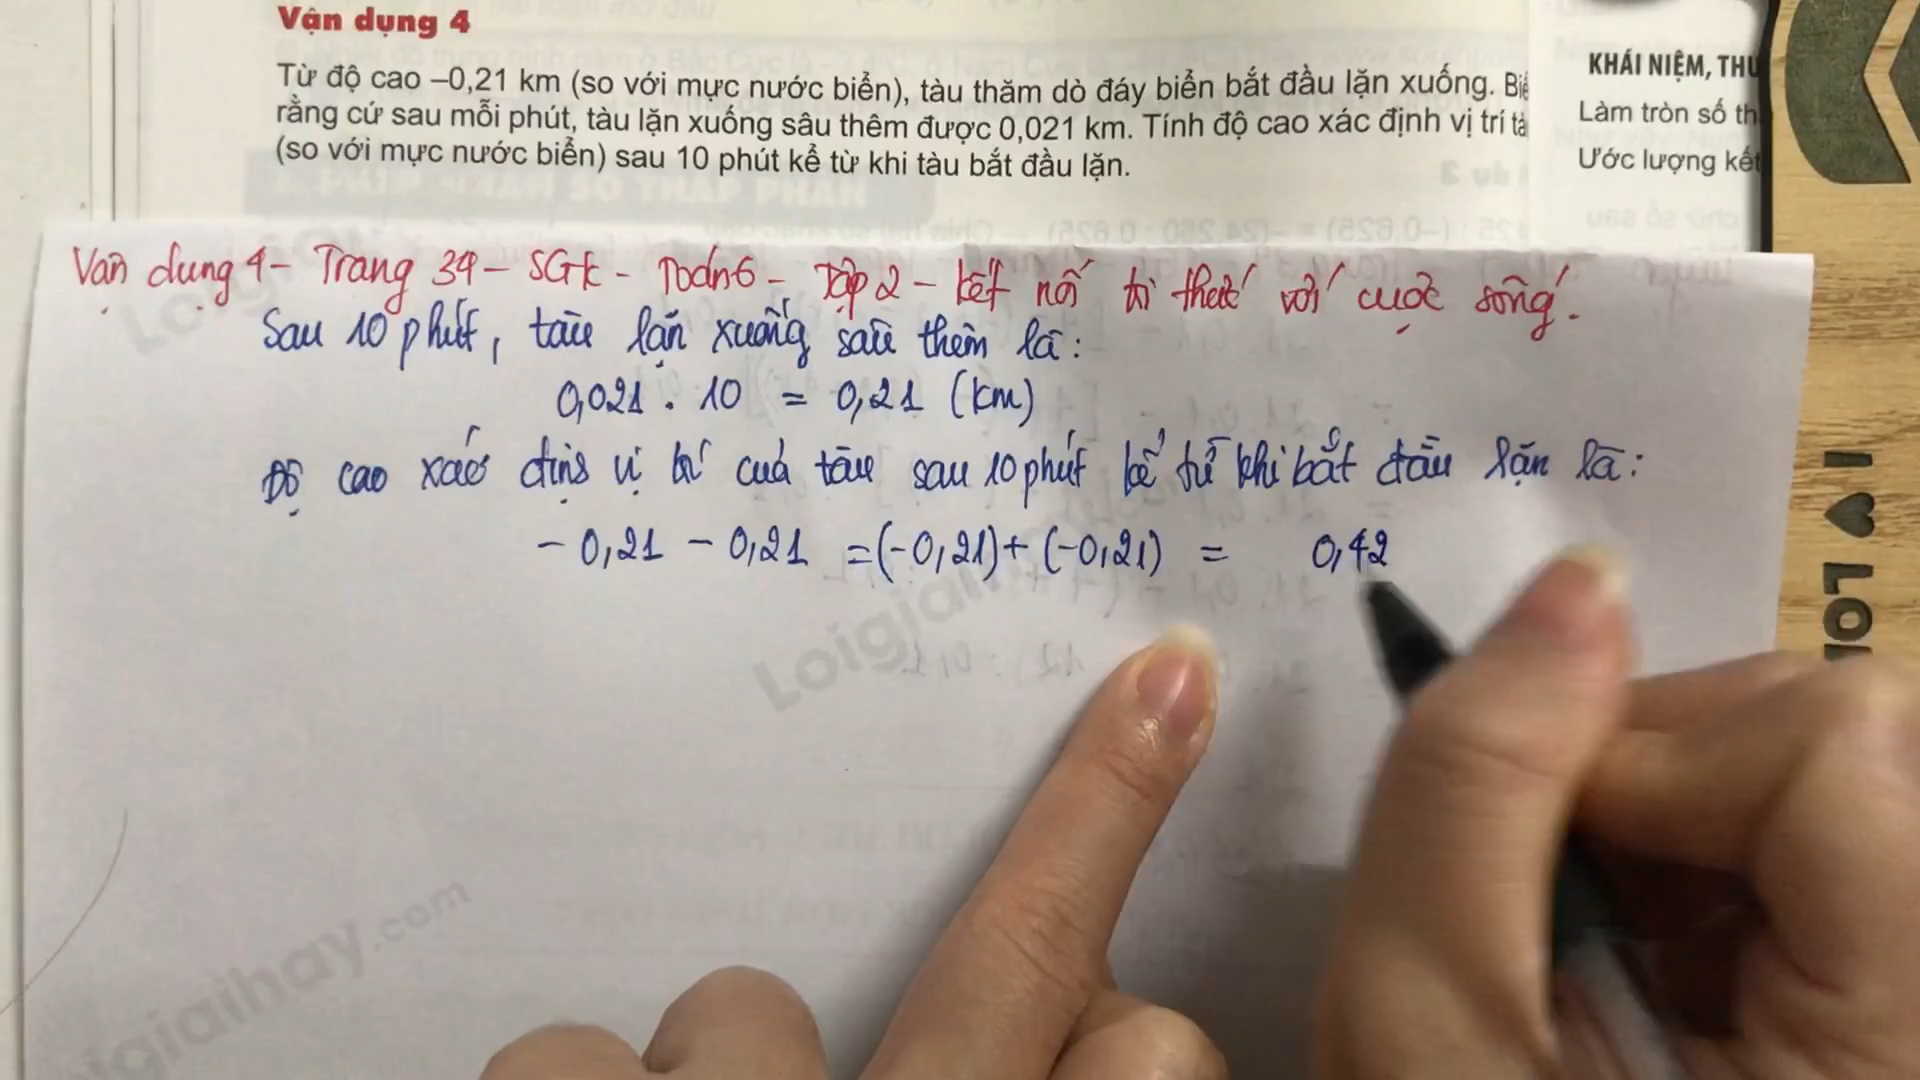 Vận dụng 4
Từ độ cao –0,21 km (so với mực nước biển), tàu thăm dò đáy biển bắt đầu lặn xuống.
rằng cứ sau mỗi phút, tàu lặn xuống sâu thêm được 0,021 km. Tính độ cao xác định vị trí
(so với mực nước biển) sau 10 phút kể từ khi tàu bắt đầu lặn.
KHÁI NIỆM,
Làm tròn số
Ước lượng
Vận dụng 4 - Trang 34 - SGK - Toán 6 - Tập 2 - Kết nối tri thức với cuộc sống.
Sau 10 phút, tàu lặn xuống sâu thêm là:
0,021 . 10 = 0,21 (km)
Độ cao xác định vị trí của tàu sau 10 phút kể từ khi bắt đầu lặn là:
- 0,21 - 0,21 = (-0,21) + (-0,21) = 0,42
I ♥
Loigiaihay.com